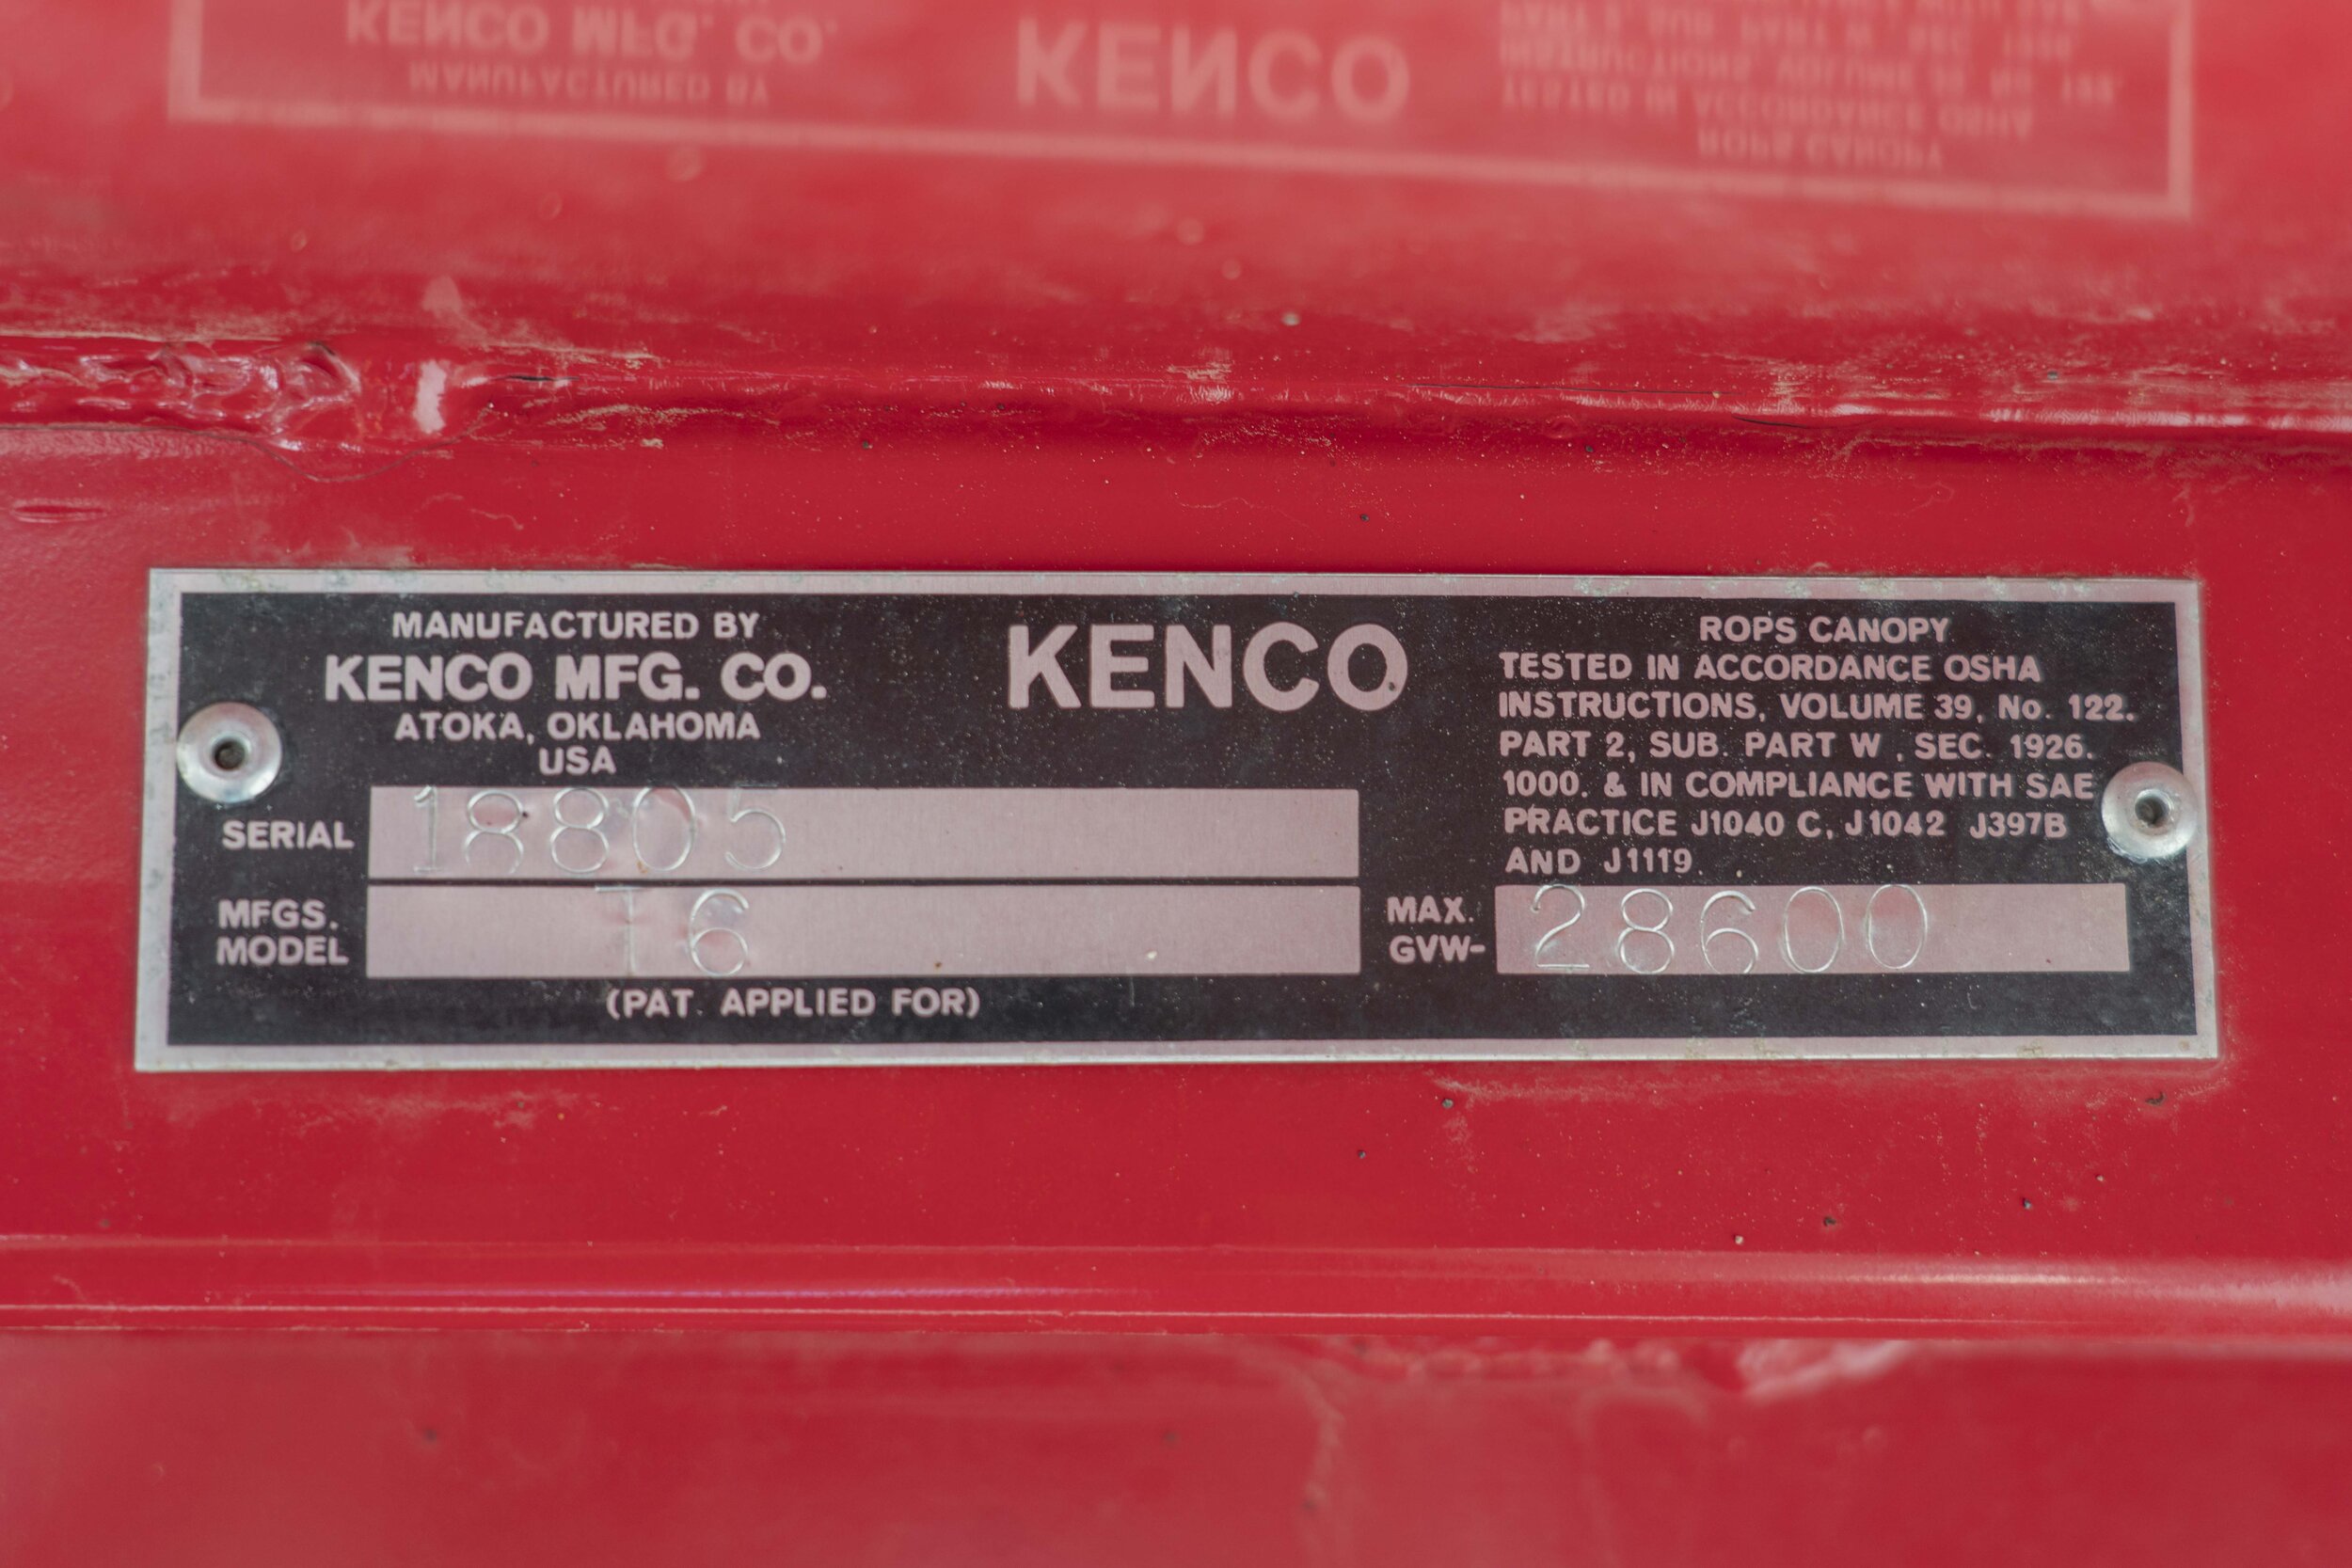 MANUFACTURED BY
KENCO MFG. CO.
ATOKA, OKLAHOMA
USA
SERIAL 18805
MFGS. MODEL T6
(PAT. APPLIED FOR)
KENCO
ROPS CANOPY
TESTED IN ACCORDANCE OSHA
INSTRUCTIONS, VOLUME 39, No. 122.
PART 2, SUB. PART W , SEC. 1926.
1000. & IN COMPLIANCE WITH SAE
PRACTICE J1040 C, J1042 J397B
AND J1119.
MAX. GVW- 28600